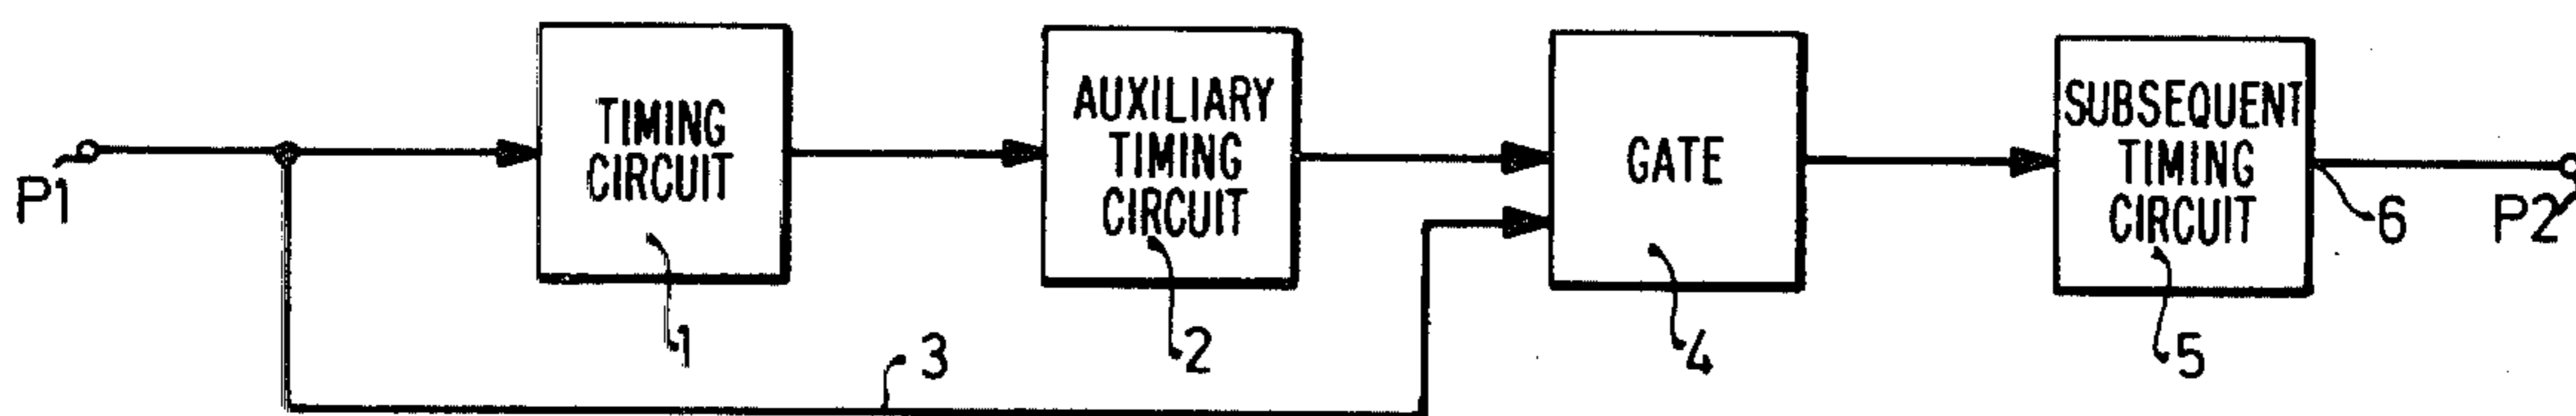 P1
TIMING
CIRCUIT
1
AUXILIARY
TIMING
CIRCUIT
2
3
GATE
4
SUBSEQUENT
TIMING
CIRCUIT
5
6
P2